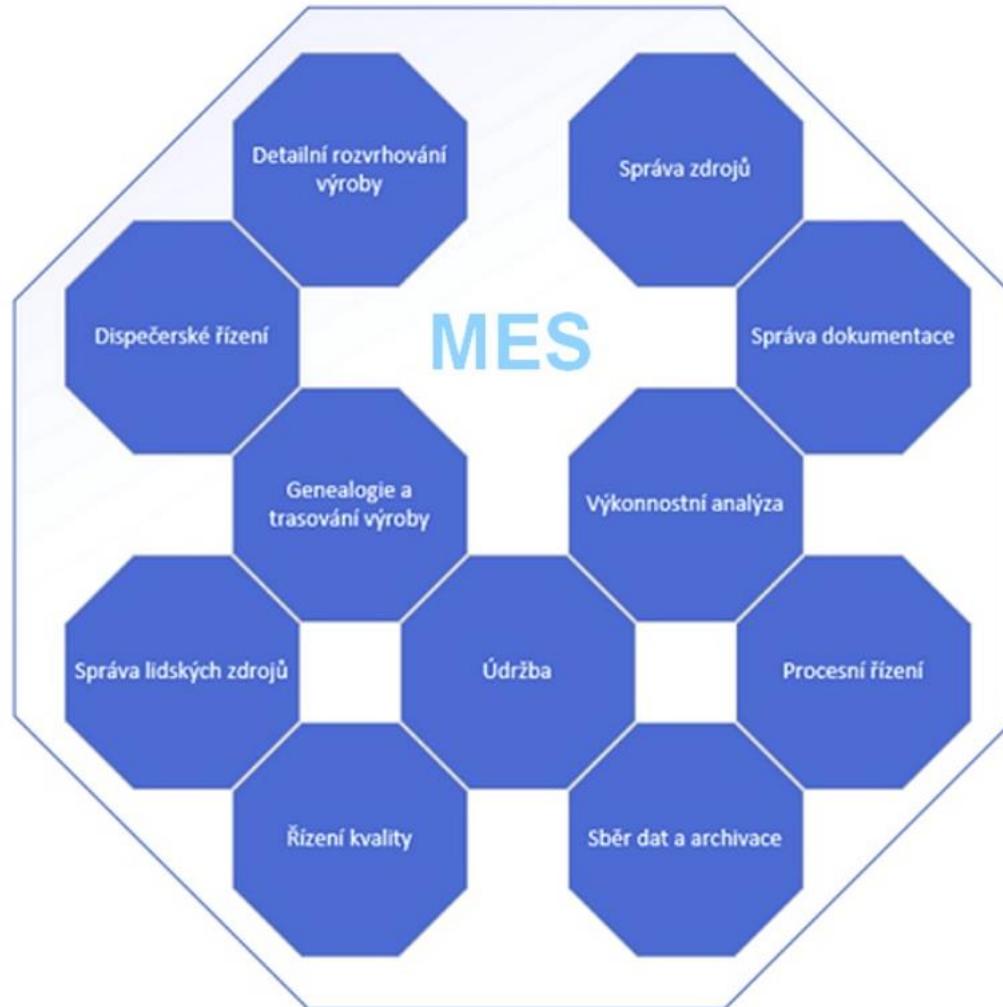 Detailní rozvrhování
výroby
Správa zdrojů
Dispečerské řízení
MES
Správa dokumentace
Genealogie a
trasování výroby
Výkonnostní analýza
Správa lidských zdrojů
Údržba
Procesní řízení
Řízení kvality
Sběr dat a archivace